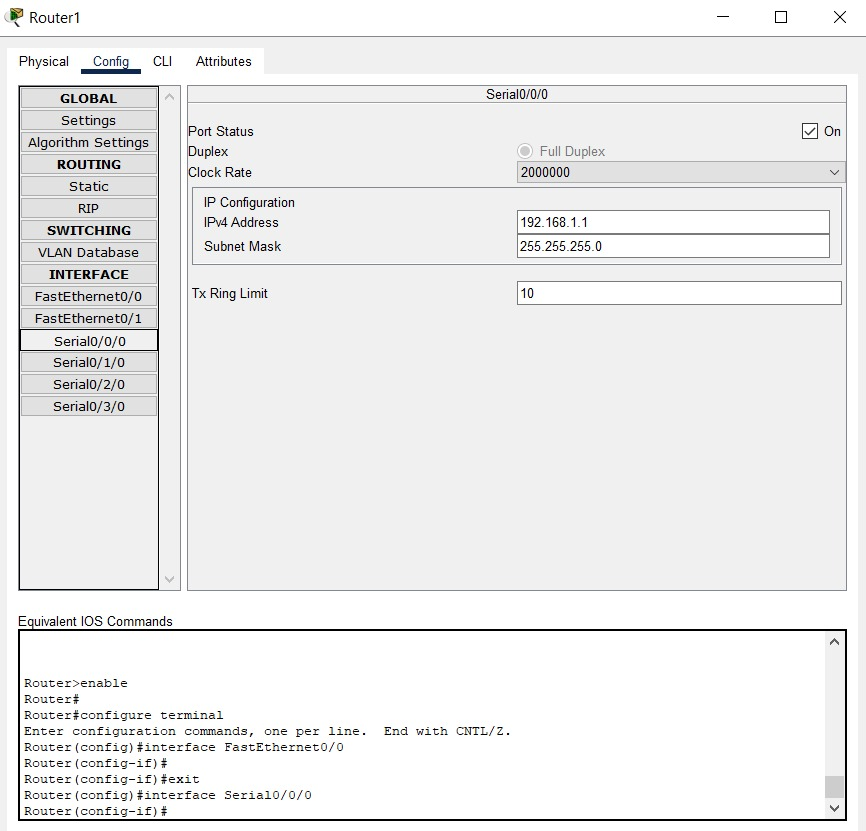 Router1
Physical Config CLI Attributes
GLOBAL
Settings
Algorithm Settings
ROUTING
Static
RIP
SWITCHING
VLAN Database
INTERFACE
FastEthernet0/0
FastEthernet0/1
Serial0/0/0
Serial0/1/0
Serial0/2/0
Serial0/3/0
Serial0/0/0
Port Status On
Duplex Full Duplex
Clock Rate 2000000
IP Configuration
IPv4 Address 192.168.1.1
Subnet Mask 255.255.255.0
Tx Ring Limit 10
Equivalent IOS Commands
Router>enable
Router#
Router#configure terminal
Enter configuration commands, one per line.  End with CNTL/Z.
Router(config)#interface FastEthernet0/0
Router(config-if)#
Router(config-if)#exit
Router(config)#interface Serial0/0/0
Router(config-if)#